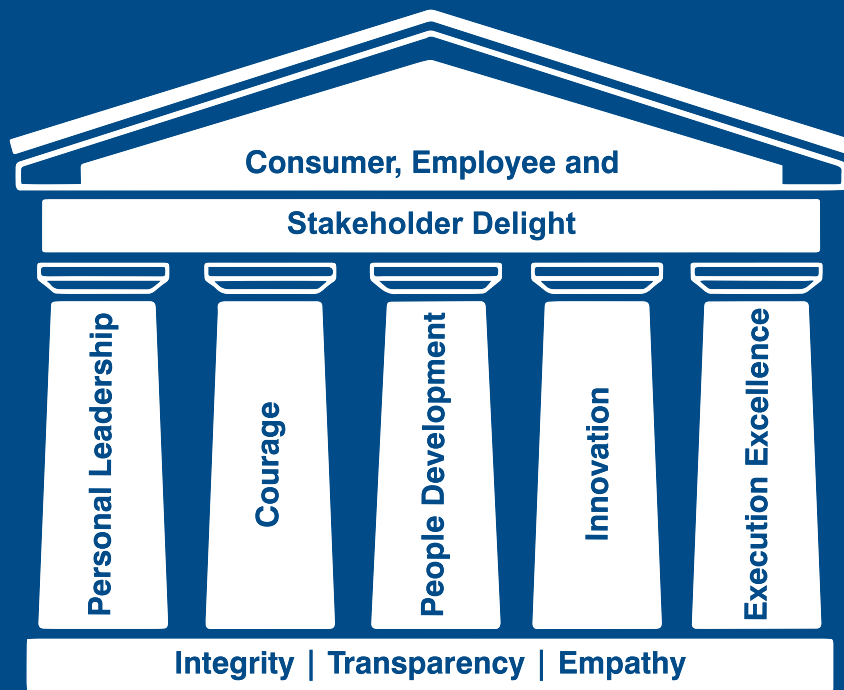 Consumer, Employee and
Stakeholder Delight
Personal Leadership
Courage
People Development
Innovation
Execution Excellence
Integrity | Transparency | Empathy